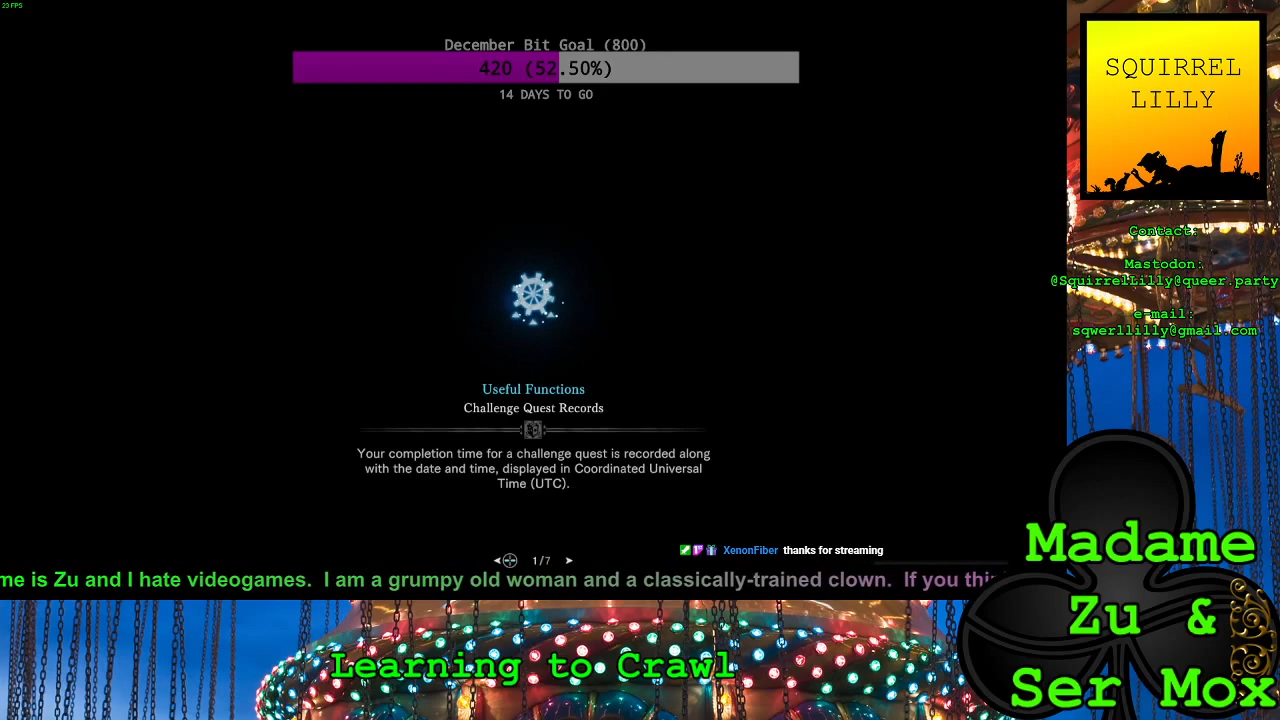 23 FPS
December Bit Goal (800)
420 (52.50%)
14 DAYS TO GO
SQUIRREL
LILLY
Contact:
Mastodon:
@SquirrelLilly@queer.party
e-mail:
sqwerllilly@gmail.com
Useful Functions
Challenge Quest Records
Your completion time for a challenge quest is recorded along
with the date and time, displayed in Coordinated Universal
Time (UTC).
XenonFiber thanks for streaming
1/7
me is Zu and I hate videogames. I am a grumpy old woman and a classically-trained clown. If you thi
Learning to Crawl
Madame
Zu &
Ser Mox